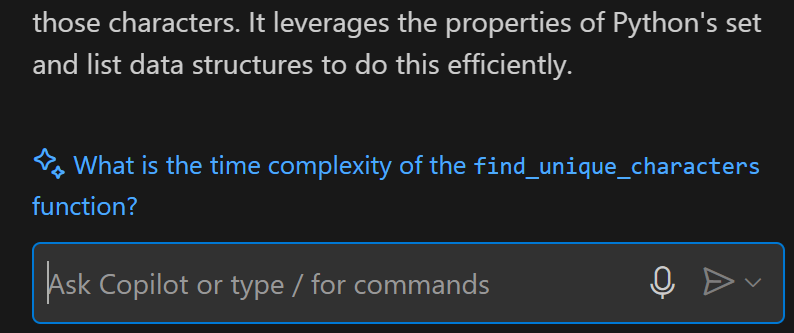 those characters. It leverages the properties of Python's set
and list data structures to do this efficiently.
What is the time complexity of the find_unique_characters
function?
Ask Copilot or type / for commands